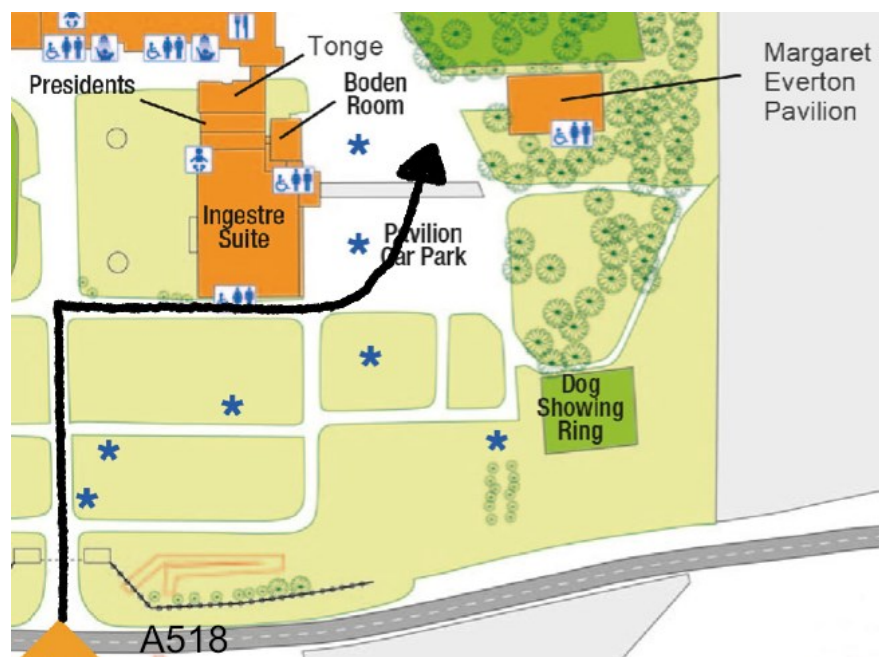 Tonge
Presidents
Boden
Room
Margaret
Everton
Pavilion
Ingestre
Suite
Pavilion
Car Park
Dog
Showing
Ring
A518